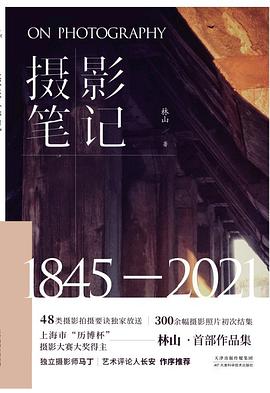 ON PHOTOGRAPHY
摄影
笔记
林山 著
1845—2021
48类摄影拍摄要诀独家放送 | 300余幅摄影照片初次结集
上海市“历博杯”
摄影大赛大奖得主
林山·首部作品集
独立摄影师马丁 | 艺术评论人长安 作序推荐
天津出版传媒集团
天津科学技术出版社